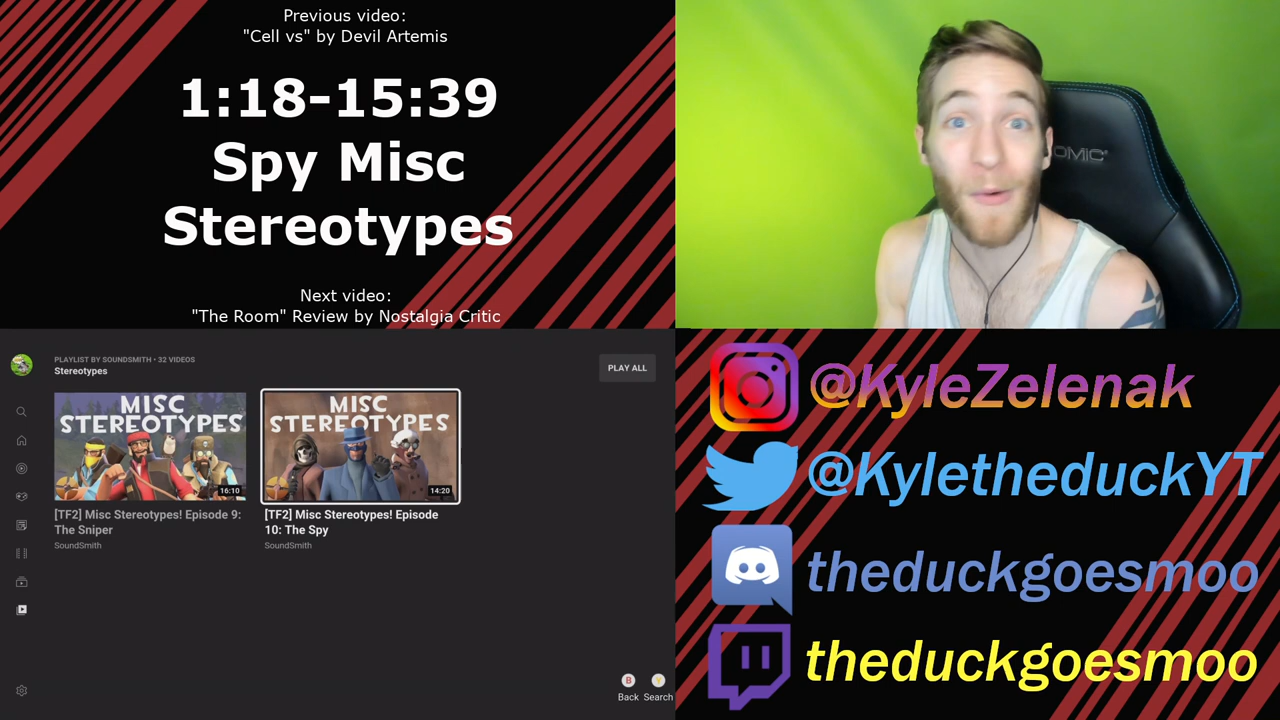 Previous video:
"Cell vs" by Devil Artemis
1:18-15:39
Spy Misc
Stereotypes
Next video:
"The Room" Review by Nostalgia Critic
OMIC
PLAYLIST BY SOUNDSMITH • 32 VIDEOS
Stereotypes
PLAY ALL
MISC
STEREOTYPES
16:10
[TF2] Misc Stereotypes! Episode 9:
The Sniper
SoundSmith
MISC
STEREOTYPES
14:20
[TF2] Misc Stereotypes! Episode
10: The Spy
SoundSmith
B
Y
Back
Search
@KyleZelenak
@KyletheduckYT
theduckgoesmoo
theduckgoesmoo